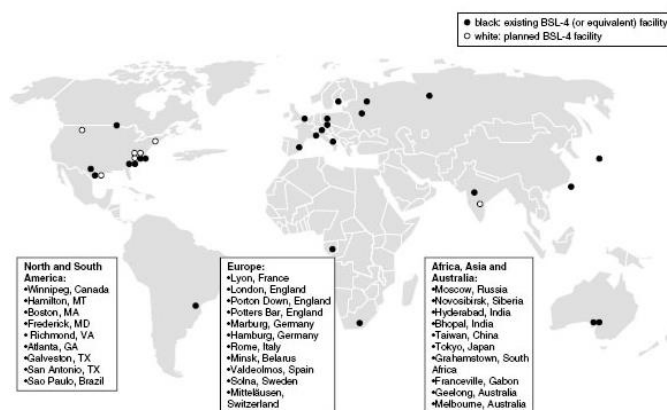 ● black: existing BSL-4 (or equivalent) facility
○ white: planned BSL-4 facility
North and South
America:
•Winnipeg, Canada
•Hamilton, MT
•Boston, MA
•Frederick, MD
• Richmond, VA
•Atlanta, GA
•Galveston, TX
•San Antonio, TX
•Sao Paulo, Brazil
Europe:
•Lyon, France
•London, England
•Porton Down, England
•Potters Bar, England
•Marburg, Germany
•Hamburg, Germany
•Rome, Italy
•Minsk, Belarus
•Valdeolmos, Spain
•Solna, Sweden
•Mitteläusen,
Switzerland
Africa, Asia and
Australia:
•Moscow, Russia
•Novosibirsk, Siberia
•Hyderabad, India
•Bhopal, India
•Taiwan, China
•Tokyo, Japan
•Grahamstown, South
Africa
•Franceville, Gabon
•Geelong, Australia
•Melbourne, Australia